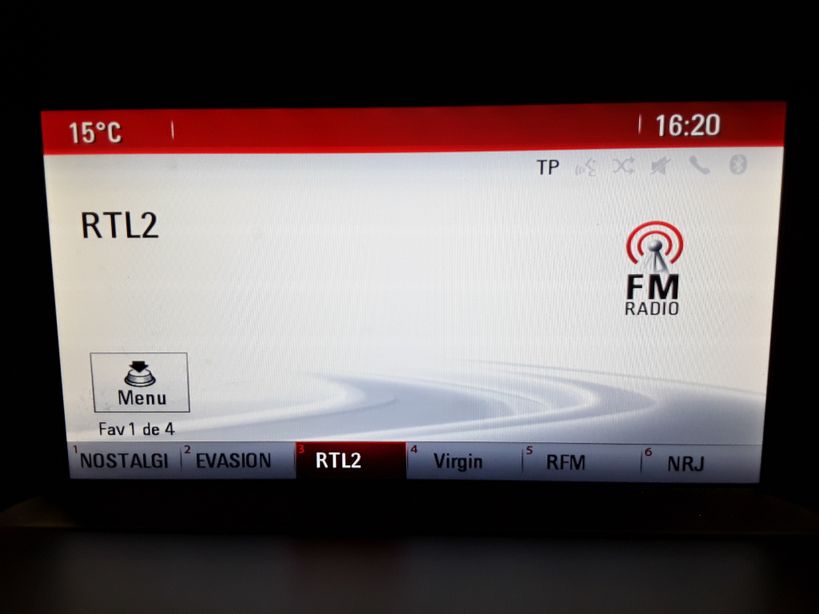 15°C 16:20
TP
RTL2
FM
RADIO
Menu
Fav 1 de 4
1 NOSTALGI 2 EVASION 3 RTL2 4 Virgin 5 RFM 6 NRJ